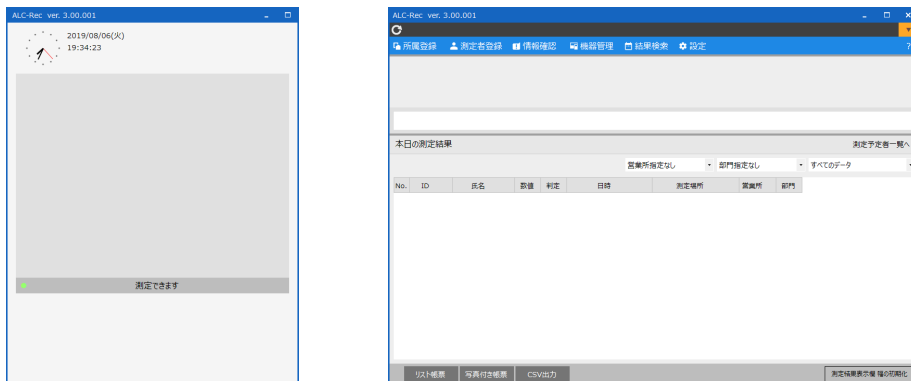 ALC-Rec ver. 3.00.001
2019/08/06(火)
19:34:23
測定できます
ALC-Rec ver. 3.00.001
所属登録 測定者登録 情報確認 機器管理 結果検索 設定 ?
本日の測定結果 測定予定者一覧へ
営業所指定なし 部門指定なし すべてのデータ
No. ID 氏名 数値 判定 日時 測定場所 営業所 部門
リスト帳票 写真付き帳票 CSV出力 測定結果表示欄 幅の初期化